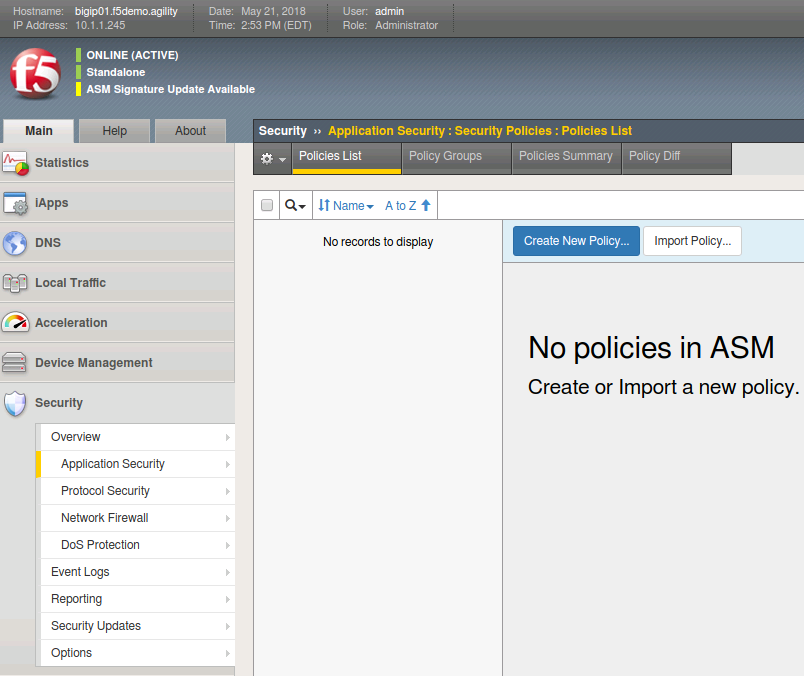 Hostname: bigip01.f5demo.agility Date: May 21, 2018 User: admin
IP Address: 10.1.1.245 Time: 2:53 PM (EDT) Role: Administrator
f5
ONLINE (ACTIVE)
Standalone
ASM Signature Update Available
Main Help About
Security ›› Application Security : Security Policies : Policies List
Policies List Policy Groups Policies Summary Policy Diff
Statistics
iApps
DNS
Local Traffic
Acceleration
Device Management
Security
Overview
Application Security
Protocol Security
Network Firewall
DoS Protection
Event Logs
Reporting
Security Updates
Options
Name A to Z
No records to display
Create New Policy... Import Policy...
No policies in ASM
Create or Import a new policy.